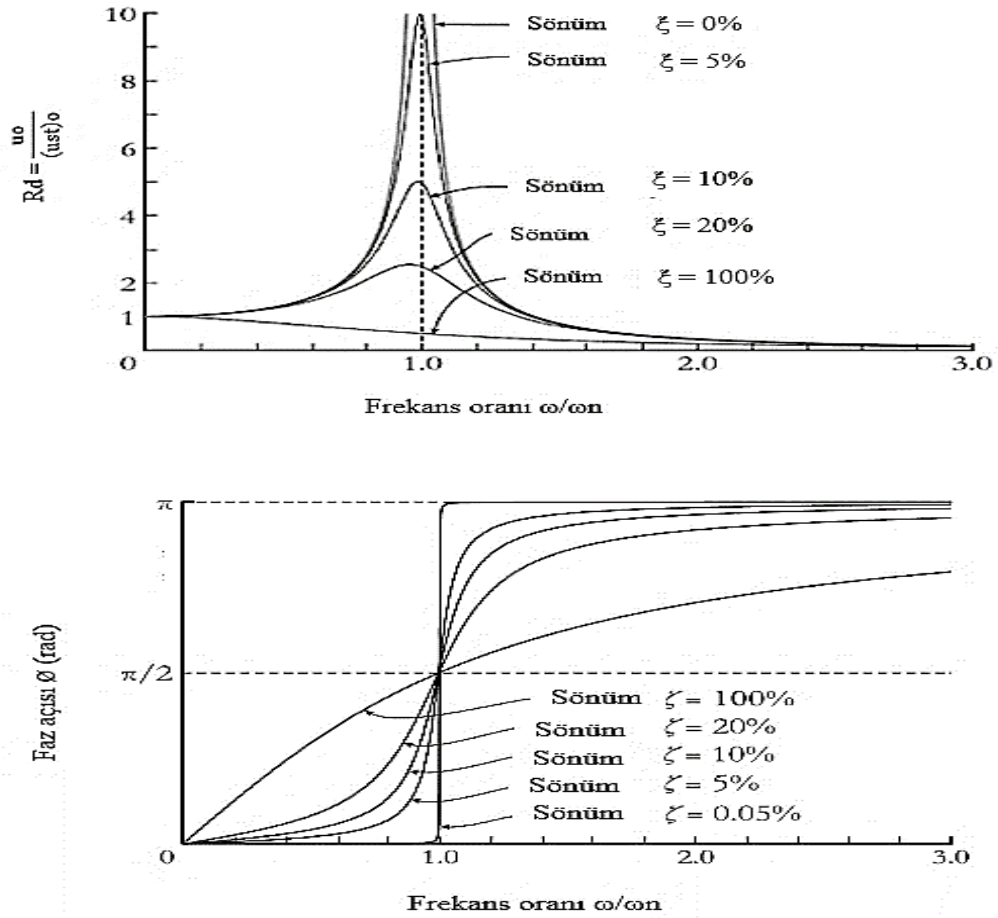 10
8
6
4
2
1
0
1.0
2.0
3.0
Rd = uo / (ust)o
Sönüm ξ = 0%
Sönüm ξ = 5%
Sönüm ξ = 10%
Sönüm ξ = 20%
Sönüm ξ = 100%
Frekans oranı ω/ωn
π
π/2
0
1.0
2.0
3.0
Faz açısı Ø (rad)
Sönüm ζ = 100%
Sönüm ζ = 20%
Sönüm ζ = 10%
Sönüm ζ = 5%
Sönüm ζ = 0.05%
Frekans oranı ω/ωn